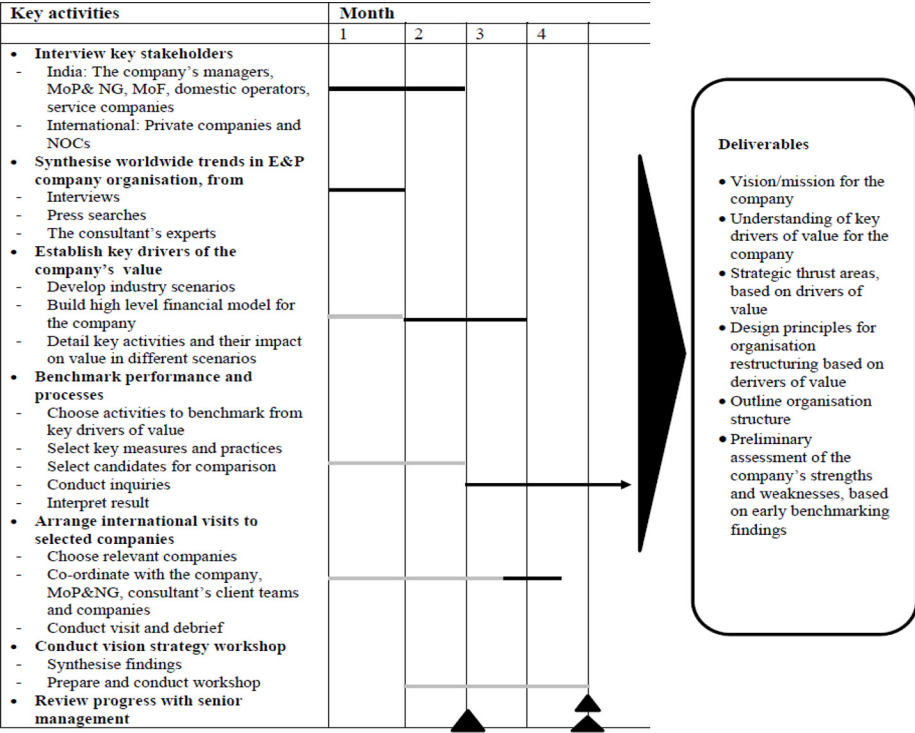 Key activities
Month
1 2 3 4
• Interview key stakeholders
- India: The company’s managers,
MoP& NG, MoF, domestic operators,
service companies
- International: Private companies and
NOCs
• Synthesise worldwide trends in E&P
company organisation, from
- Interviews
- Press searches
- The consultant’s experts
• Establish key drivers of the
company’s value
- Develop industry scenarios
- Build high level financial model for
the company
- Detail key activities and their impact
on value in different scenarios
• Benchmark performance and
processes
- Choose activities to benchmark from
key drivers of value
- Select key measures and practices
- Select candidates for comparison
- Conduct inquiries
- Interpret result
• Arrange international visits to
selected companies
- Choose relevant companies
- Co-ordinate with the company,
MoP&NG, consultant’s client teams
and companies
- Conduct visit and debrief
• Conduct vision strategy workshop
- Synthesise findings
- Prepare and conduct workshop
• Review progress with senior
management
Deliverables
• Vision/mission for the
company
• Understanding of key
drivers of value for the
company
• Strategic thrust areas,
based on drivers of
value
• Design principles for
organisation
restructuring based on
derivers of value
• Outline organisation
structure
• Preliminary
assessment of the
company’s strengths
and weaknesses, based
on early benchmarking
findings